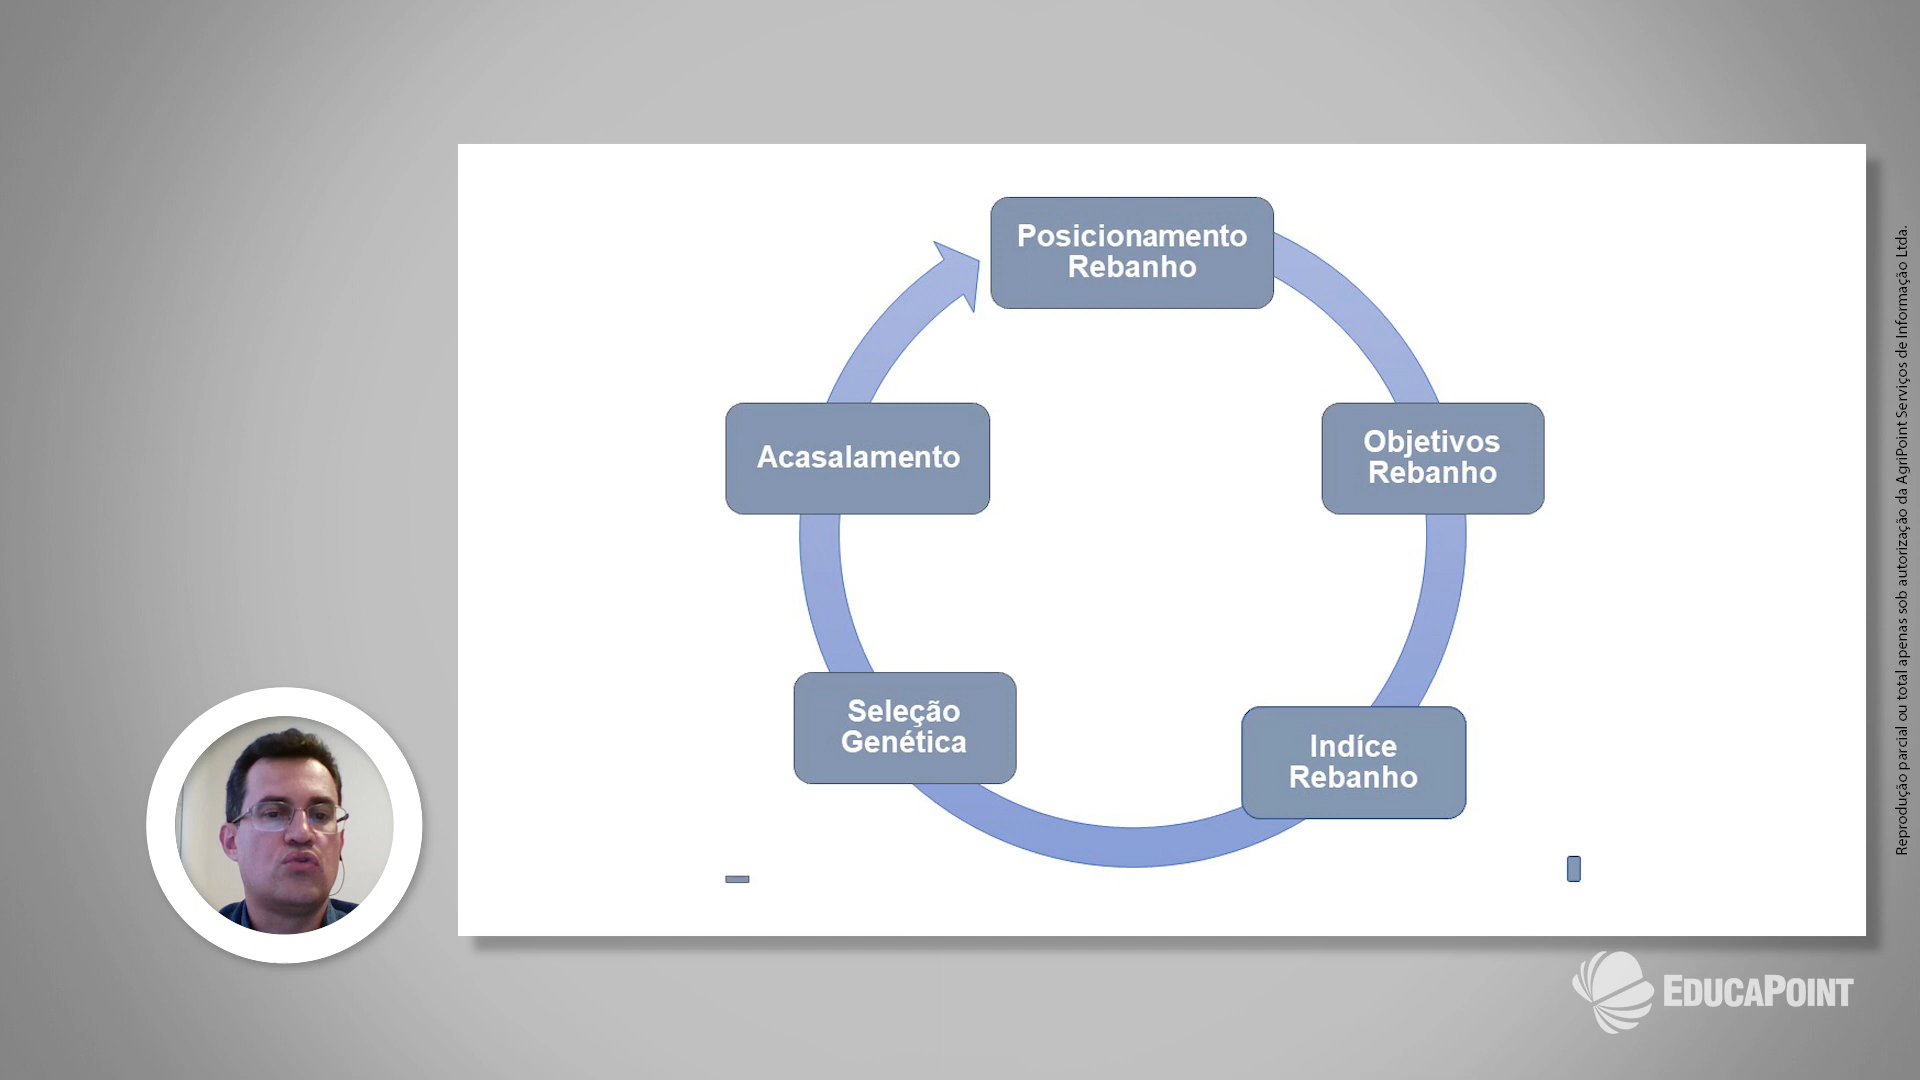 Posicionamento
Rebanho
Objetivos
Rebanho
Indíce
Rebanho
Seleção
Genética
Acasalamento
EDUCAPOINT
Reprodução parcial ou total apenas sob autorização da AgriPoint Serviços de Informação Ltda.